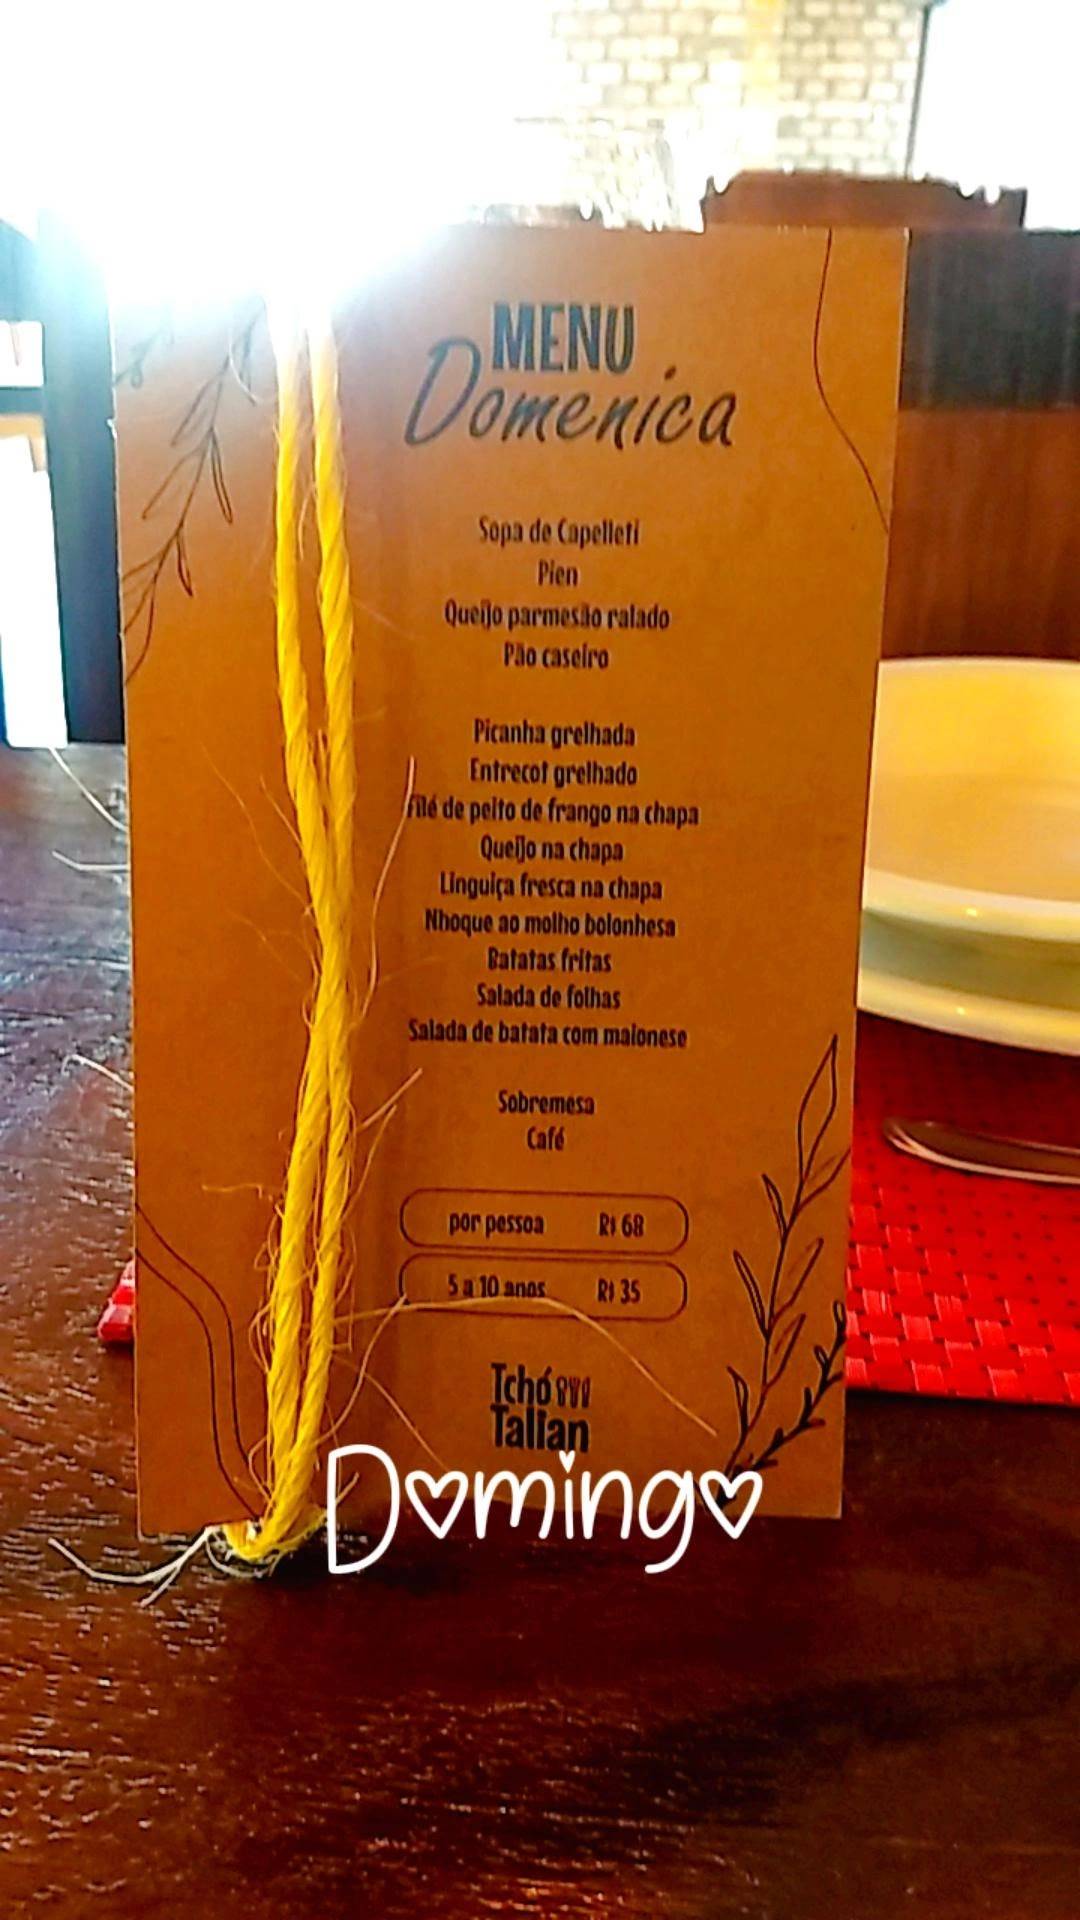 MENU
Domenica
Sopa de Capelleti
Pien
Queijo parmesão ralado
Pão caseiro
Picanha grelhada
Entrecot grelhado
Filé de peito de frango na chapa
Queijo na chapa
Linguiça fresca na chapa
Nhoque ao molho bolonhesa
Batatas fritas
Salada de folhas
Salada de batata com maionese
Sobremesa
Café
por pessoa R$ 68
5 a 10 anos R$ 35
Tchó
Talian
Domingo